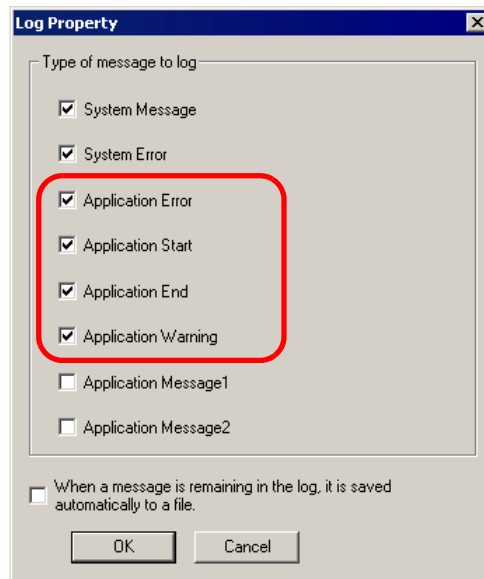 Log Property
Type of message to log
System Message
System Error
Application Error
Application Start
Application End
Application Warning
Application Message1
Application Message2
When a message is remaining in the log, it is saved
automatically to a file.
OK Cancel